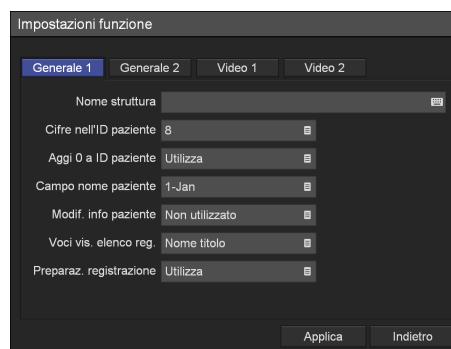 Impostazioni funzione
Generale 1 Generale 2 Video 1 Video 2
Nome struttura
Cifre nell'ID paziente 8
Aggi 0 a ID paziente Utilizza
Campo nome paziente 1-Jan
Modif. info paziente Non utilizzato
Voci vis. elenco reg. Nome titolo
Preparaz. registrazione Utilizza
Applica Indietro